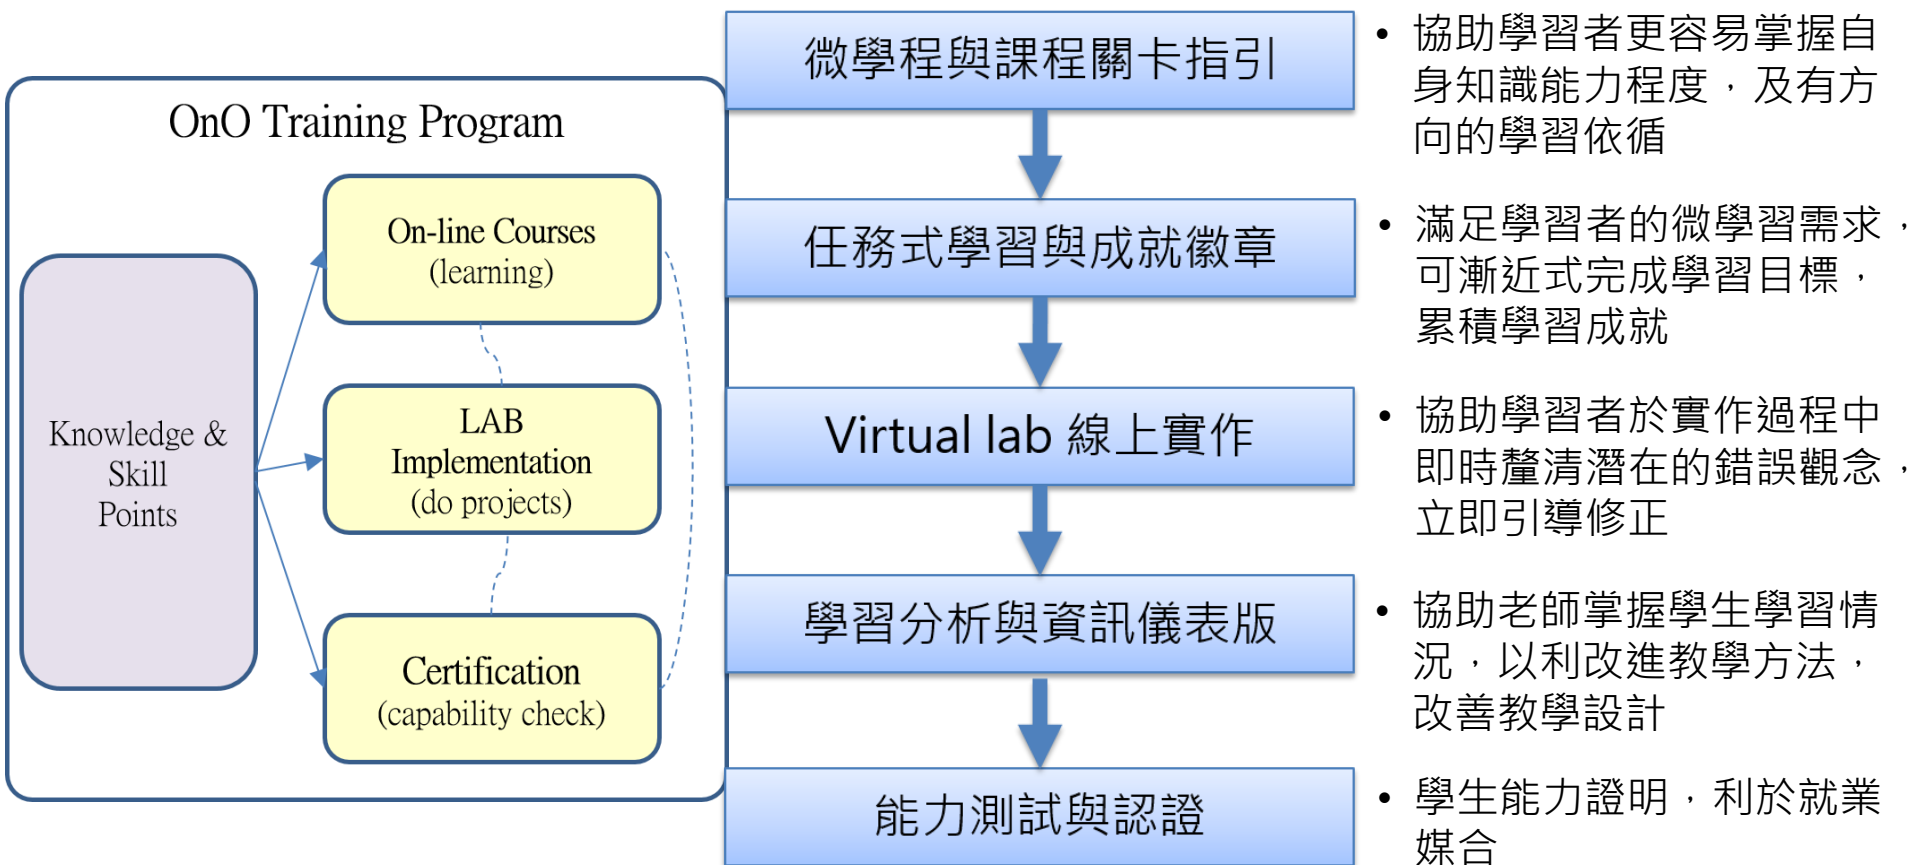 OnO Training Program
Knowledge &
Skill
Points
On-line Courses
(learning)
LAB
Implementation
(do projects)
Certification
(capability check)
微學程與課程關卡指引
任務式學習與成就徽章
Virtual lab 線上實作
學習分析與資訊儀表版
能力測試與認證
• 協助學習者更容易掌握自
身知識能力程度，及有方
向的學習依循
• 滿足學習者的微學習需求，
可漸近式完成學習目標，
累積學習成就
• 協助學習者於實作過程中
即時釐清潛在的錯誤觀念，
立即引導修正
• 協助老師掌握學生學習情
況，以利改進教學方法，
改善教學設計
• 學生能力證明，利於就業
媒合